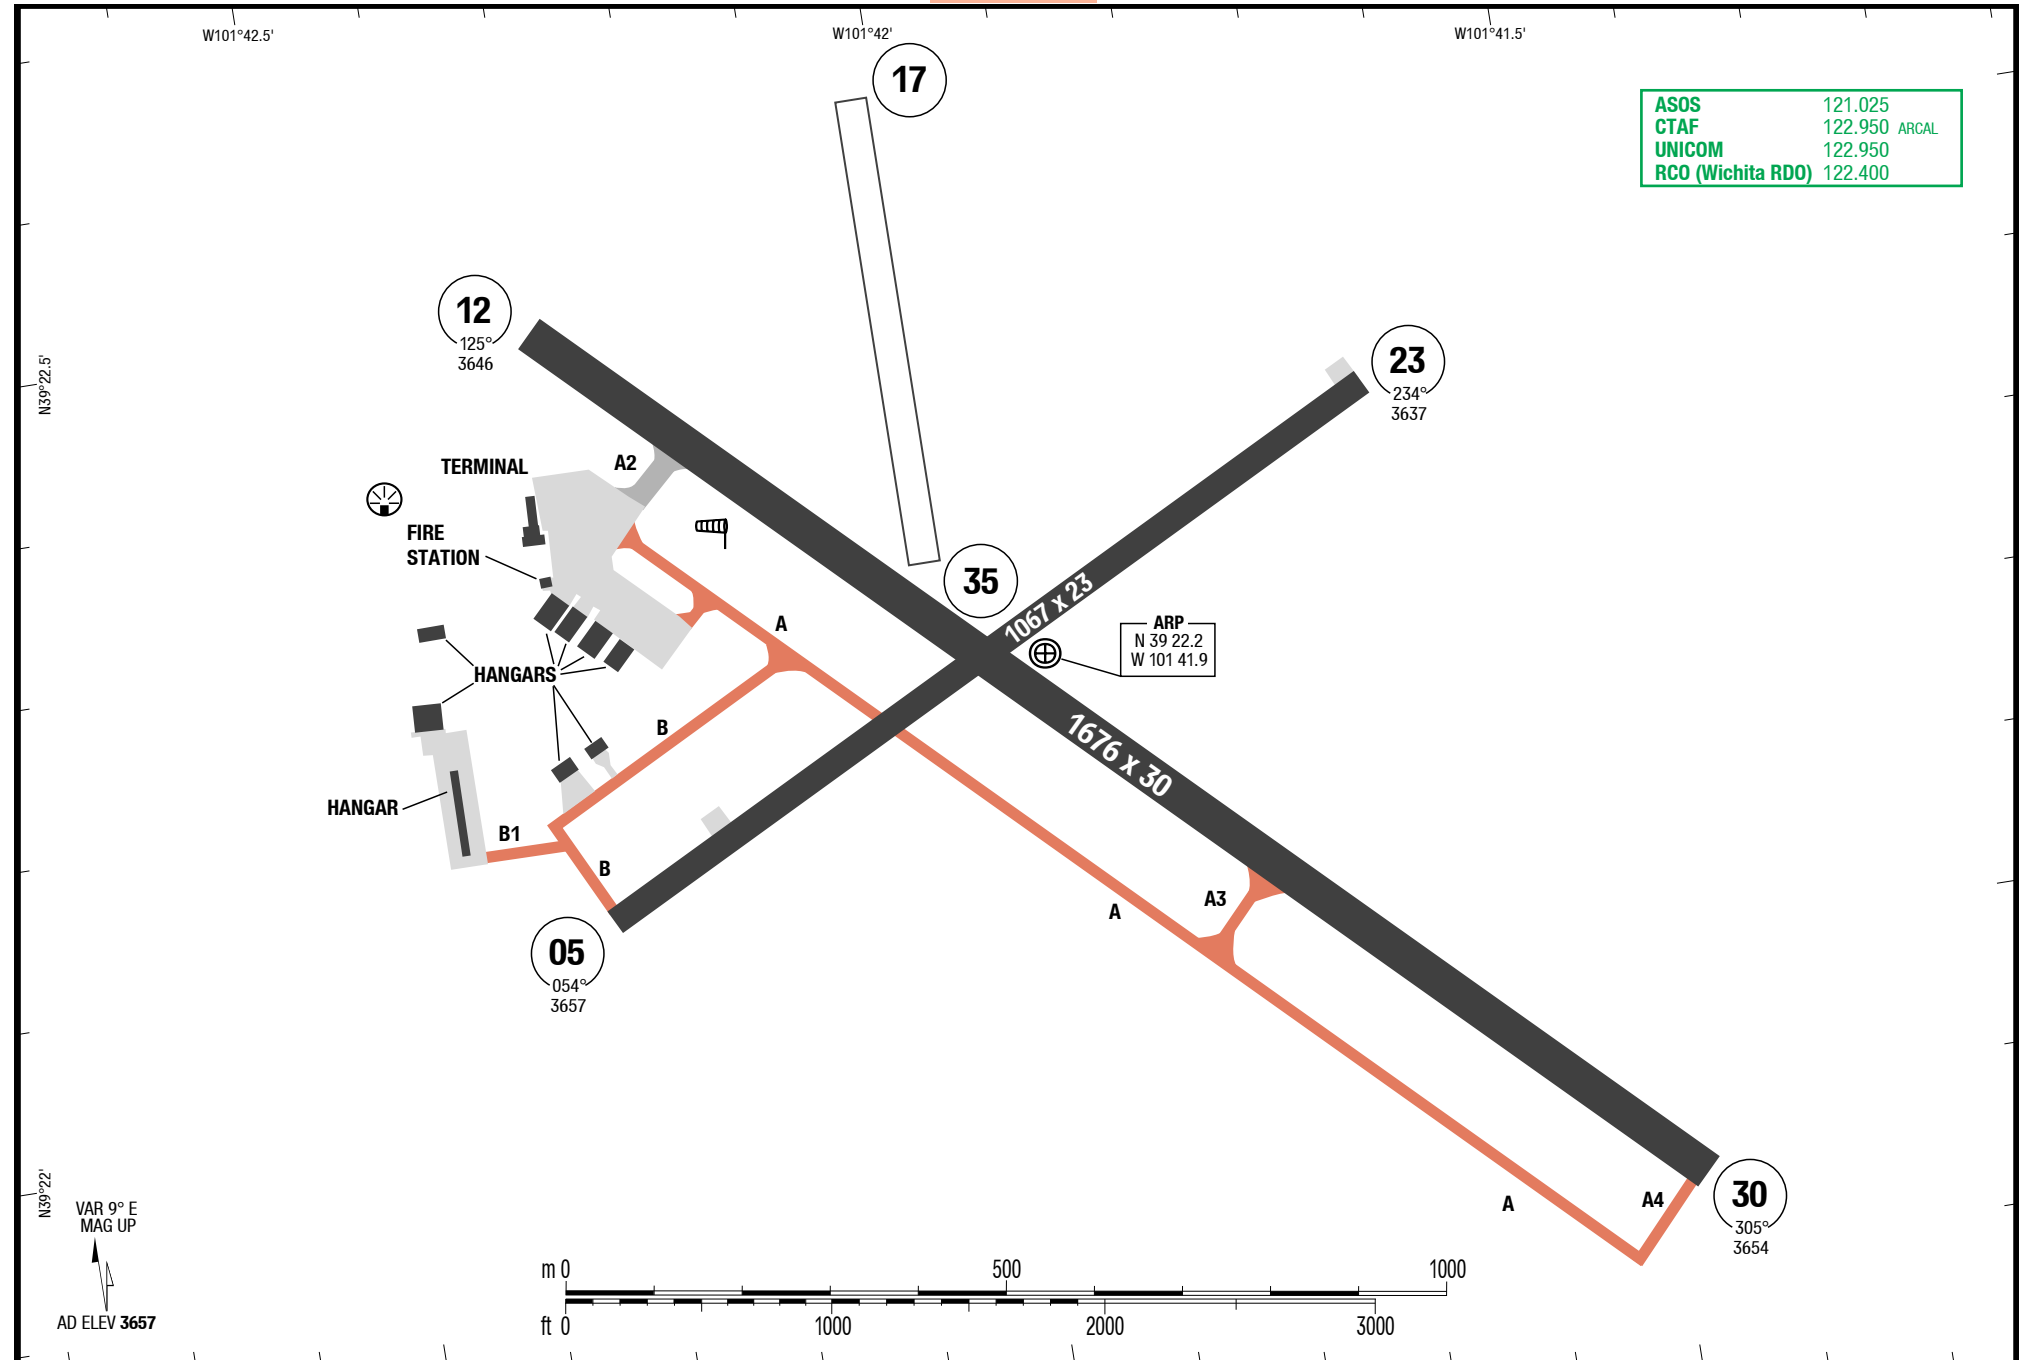 W101°42.5'
W101°42'
W101°41.5'
17
ASOS 121.025
CTAF 122.950 ARCAL
UNICOM 122.950
RCO (Wichita RDO) 122.400
12
125°
3646
23
234°
3637
N39°22.5'
TERMINAL
A2
FIRE
STATION
35
1067 x 23
ARP
N 39 22.2
W 101 41.9
A
HANGARS
B
1676 x 30
HANGAR
B1
B
A3
A
05
054°
3657
N39°22'
VAR 9° E
MAG UP
AD ELEV 3657
A
A4
30
305°
3654
m 0 500 1000
ft 0 1000 2000 3000